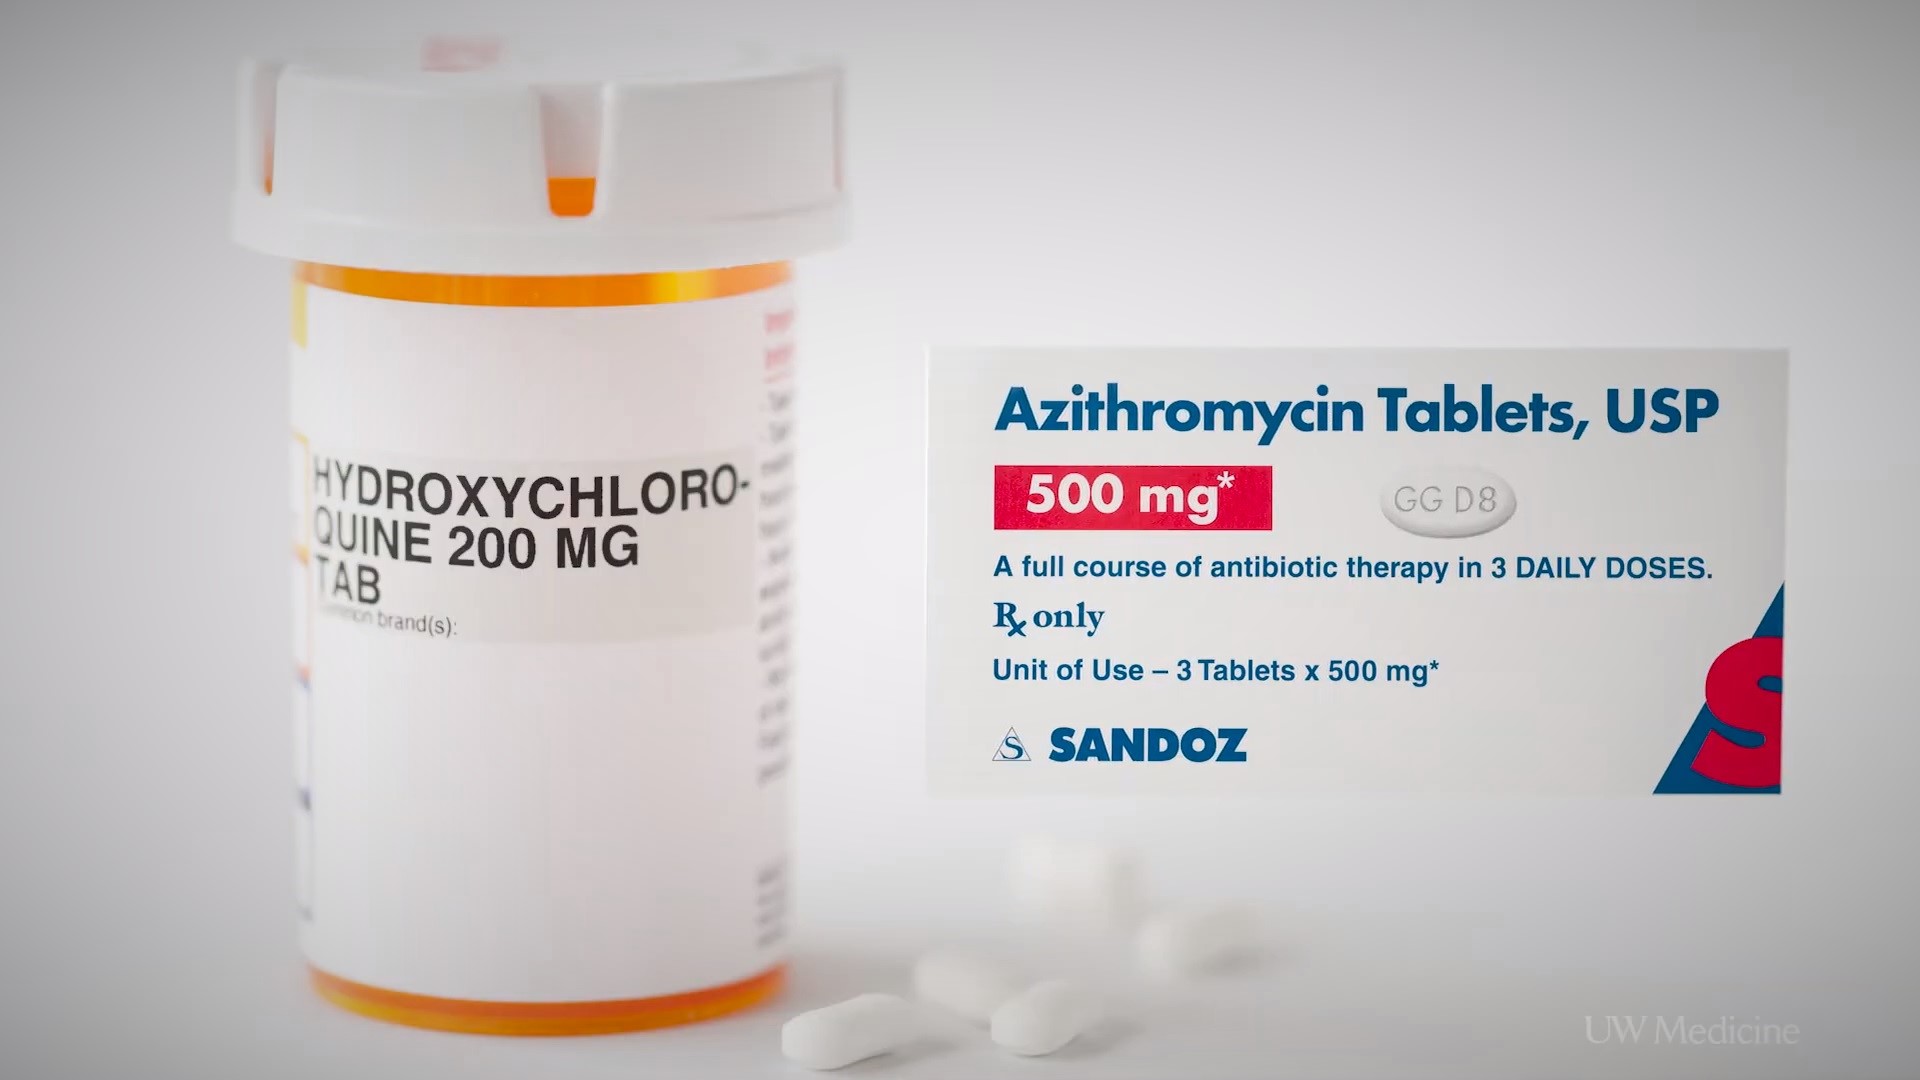 HYDROXYCHLORO-
QUINE 200 MG
TAB
brand(s):
Azithromycin Tablets, USP
500 mg*
GG D8
A full course of antibiotic therapy in 3 DAILY DOSES.
Rx only
Unit of Use – 3 Tablets x 500 mg*
S SANDOZ
S
UW Medicine